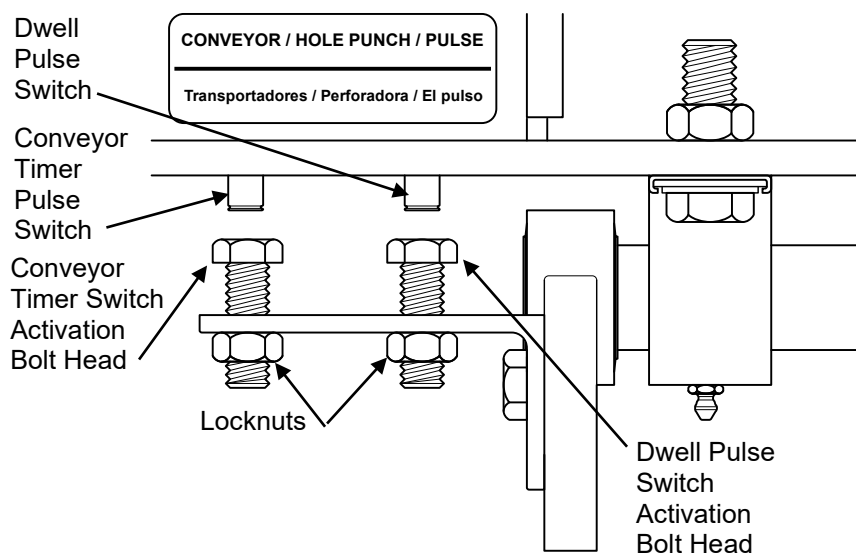 Dwell
Pulse
Switch
CONVEYOR / HOLE PUNCH / PULSE
Transportadores / Perforadora / El pulso
Conveyor
Timer
Pulse
Switch
Conveyor
Timer Switch
Activation
Bolt Head
Locknuts
Dwell Pulse
Switch
Activation
Bolt Head